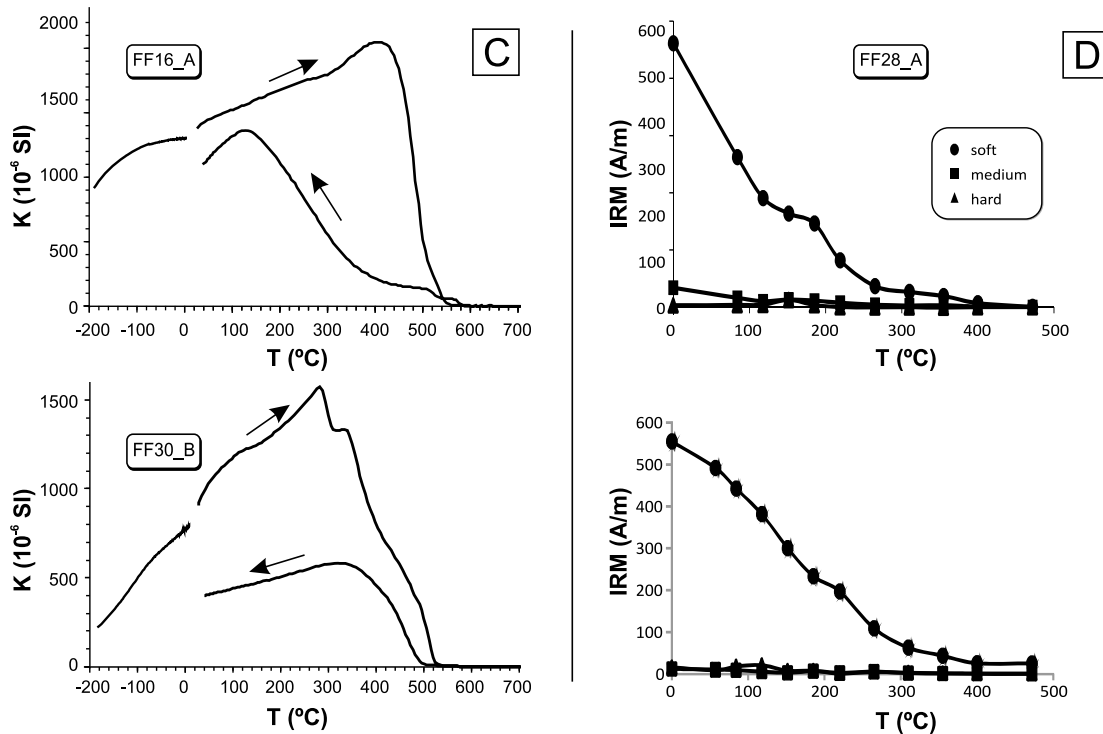 C
FF16_A
2000
1500
1000
500
0
K (10⁻⁶ SI)
-200 -100 0 100 200 300 400 500 600 700
T (ºC)
FF30_B
1500
1000
500
0
K (10⁻⁶ SI)
-200 -100 0 100 200 300 400 500 600 700
T (ºC)
D
FF28_A
600
500
300
200
100
0
IRM (A/m)
soft
medium
hard
0 100 200 300 400 500
T (ºC)
600
500
400
300
200
100
0
IRM (A/m)
0 100 200 300 400 500
T (ºC)